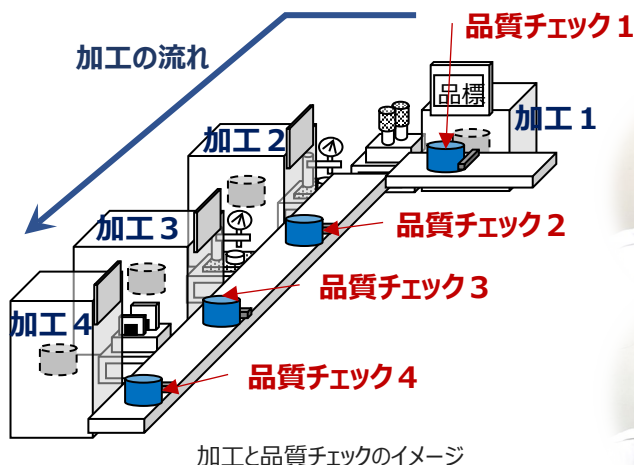 品質チェック１
加工の流れ
品標
加工１
加工２
品質チェック２
加工３
品質チェック３
加工４
品質チェック４
加工と品質チェックのイメージ